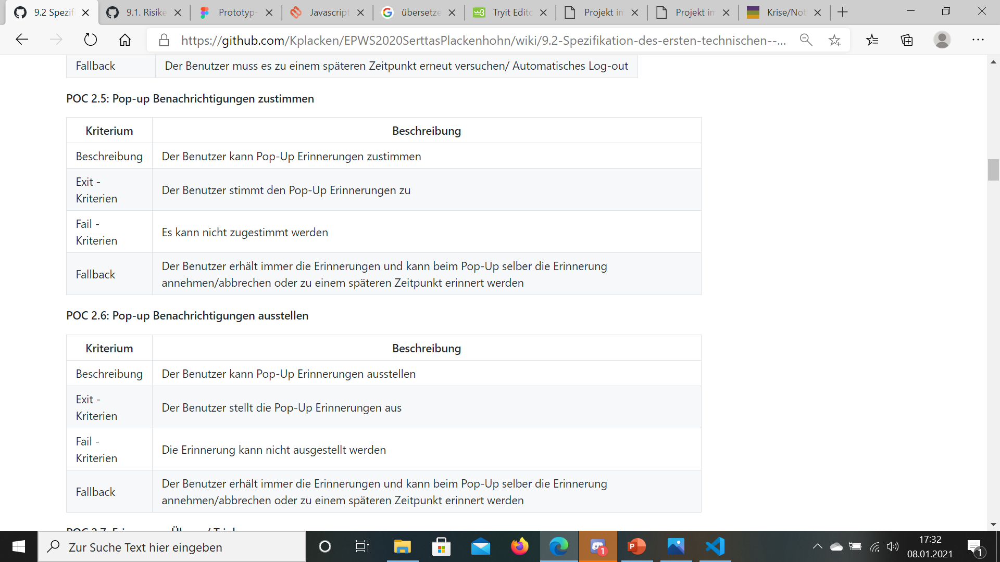 9.2 Spezifi
9.1. Risike
Prototyp-
Javascript
übersetze
Tryit Edito
Projekt im
Projekt im
Krise/Not
https://github.com/Kplacken/EPWS2020SerttasPlackenhohn/wiki/9.2-Spezifikation-des-ersten-technischen--...
Fallback Der Benutzer muss es zu einem späteren Zeitpunkt erneut versuchen/ Automatisches Log-out
POC 2.5: Pop-up Benachrichtigungen zustimmen
Kriterium Beschreibung
Beschreibung Der Benutzer kann Pop-Up Erinnerungen zustimmen
Exit -
Kriterien
Der Benutzer stimmt den Pop-Up Erinnerungen zu
Fail -
Kriterien
Es kann nicht zugestimmt werden
Fallback
Der Benutzer erhält immer die Erinnerungen und kann beim Pop-Up selber die Erinnerung
annehmen/abbrechen oder zu einem späteren Zeitpunkt erinnert werden
POC 2.6: Pop-up Benachrichtigungen ausstellen
Kriterium Beschreibung
Beschreibung Der Benutzer kann Pop-Up Erinnerungen ausstellen
Exit -
Kriterien
Der Benutzer stellt die Pop-Up Erinnerungen aus
Fail -
Kriterien
Die Erinnerung kann nicht ausgestellt werden
Fallback
Der Benutzer erhält immer die Erinnerungen und kann beim Pop-Up selber die Erinnerung
annehmen/abbrechen oder zu einem späteren Zeitpunkt erinnert werden
POC 2.7:
Zur Suche Text hier eingeben
1
17:32
08.01.2021
1